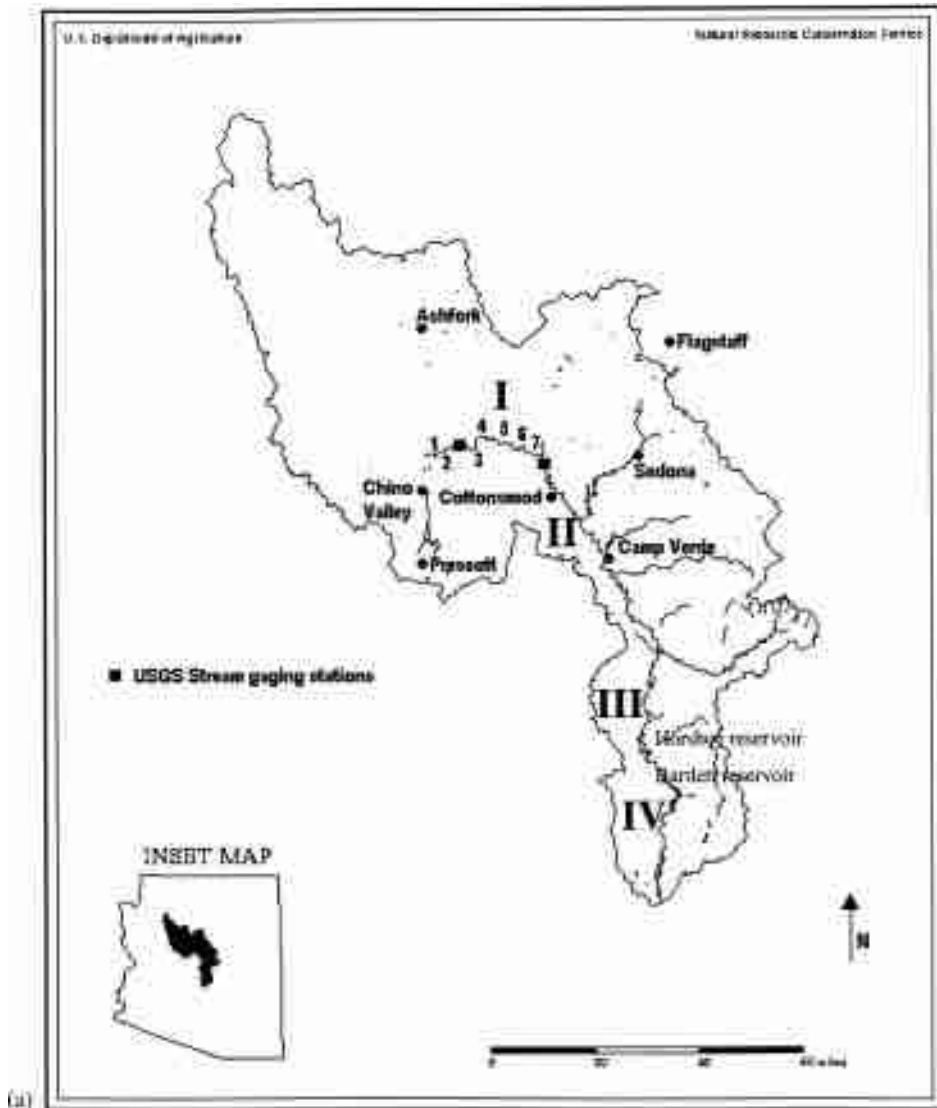 U.S. Department of Agriculture
Natural Resources Conservation Service
Ashfork
Flagstaff
I
4 5 6 7
1
2 3
Sedona
Chino
Valley
Cottonwood
II
Camp Verde
Prescott
USGS Stream gaging stations
III
reservoir
Bartlett reservoir
IV
INSET MAP
N
0
(a)